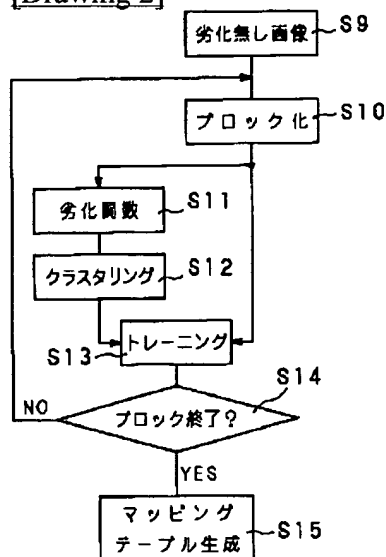 [Drawing 2]
劣化無し画像 S9
ブロック化 S10
劣化関数 S11
クラスタリング S12
トレーニング
S13
S14
ブロック終了?
NO
YES
マッピング
テーブル生成 S15